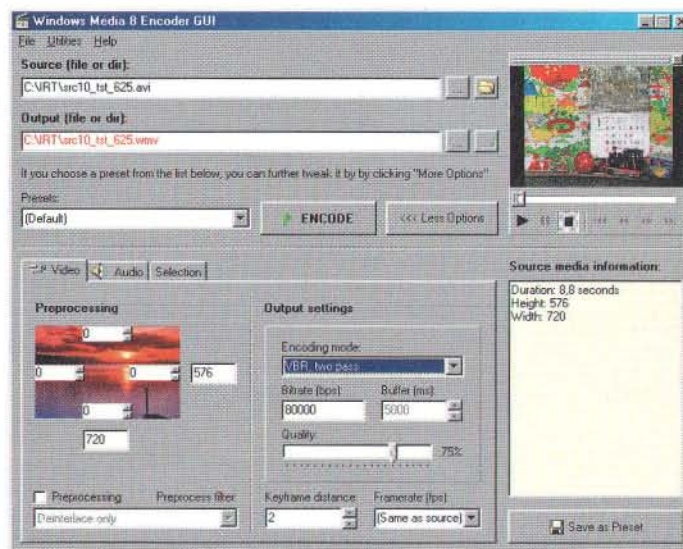 Windows Media 8 Encoder GUI
File Utilities Help
Source (file or dir):
C:\IRT\src10_tst_625.avi
...
Output (file or dir):
C:\IRT\src10_tst_625.wmv
...
If you choose a preset from the list below, you can further tweak it by by clicking "More Options"
Presets:
(Default)
ENCODE
<<< Less Options
Video
Audio
Selection
Preprocessing
0
0
0
576
0
720
Preprocessing
Preprocess filter:
Deinterlace only
Output settings
Encoding mode:
VBR, two pass
Bitrate (bps)
Buffer (ms)
80000
5000
Quality:
75%
Keyframe distance
Framerate (fps)
2
(Same as source)
Source media information:
Duration: 8,8 seconds
Height: 576
Width: 720
Save as Preset